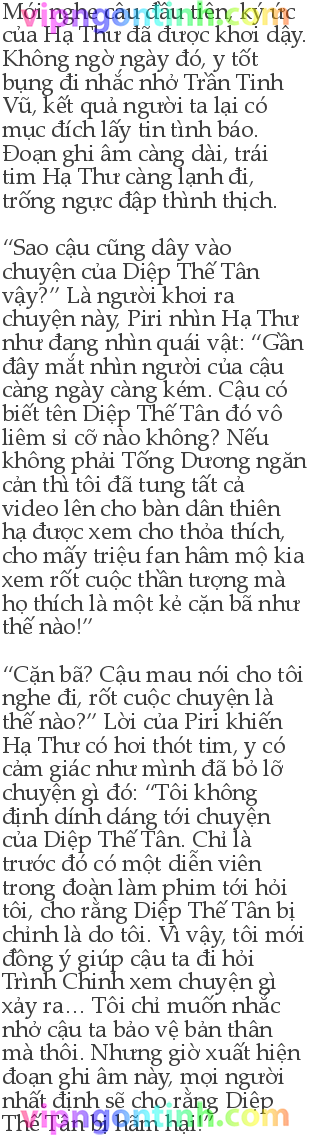 Mới nghe câu đầu tiên, ký ức
vipngontinh.com
của Hạ Thư đã được khơi dậy.
Không ngờ ngày đó, y tốt
bụng đi nhắc nhở Trần Tinh
Vũ, kết quả người ta lại có
mục đích lấy tin tình báo.
Đoạn ghi âm càng dài, trái
tim Hạ Thư càng lạnh đi,
trống ngực đập thình thịch.
“Sao cậu cũng dây vào
chuyện của Diệp Thế Tân
vậy?” Là người khơi ra
chuyện này, Piri nhìn Hạ Thư
như đang nhìn quái vật: “Gần
đây mắt nhìn người của cậu
càng ngày càng kém. Cậu có
biết tên Diệp Thế Tân đó vô
liêm sỉ cỡ nào không? Nếu
không phải Tống Dương ngăn
cản thì tôi đã tung tất cả
video lên cho bàn dân thiên
hạ được xem cho thỏa thích,
cho mấy triệu fan hâm mộ kia
xem rốt cuộc thần tượng mà
họ thích là một kẻ cặn bã như
thế nào!”
“Cặn bã? Cậu mau nói cho tôi
nghe đi, rốt cuộc chuyện là
thế nào?” Lời của Piri khiến
Hạ Thư có hơi thót tim, y có
cảm giác như mình đã bỏ lỡ
chuyện gì đó: “Tôi không
định dính dáng tới chuyện
của Diệp Thế Tân. Chỉ là
trước đó có một diễn viên
trong đoàn làm phim tới hỏi
tôi, cho rằng Diệp Thế Tân bị
chỉnh là do tôi. Vì vậy, tôi mới
đồng ý giúp cậu ta đi hỏi
Trình Chinh xem chuyện gì
xảy ra... Tôi chỉ muốn nhắc
nhở cậu ta bảo vệ bản thân
mà thôi. Nhưng giờ xuất hiện
đoạn ghi âm này, mọi người
nhất định sẽ cho rằng Diệp
Thế Tân bị hãm hại!”
vipngontinh.com